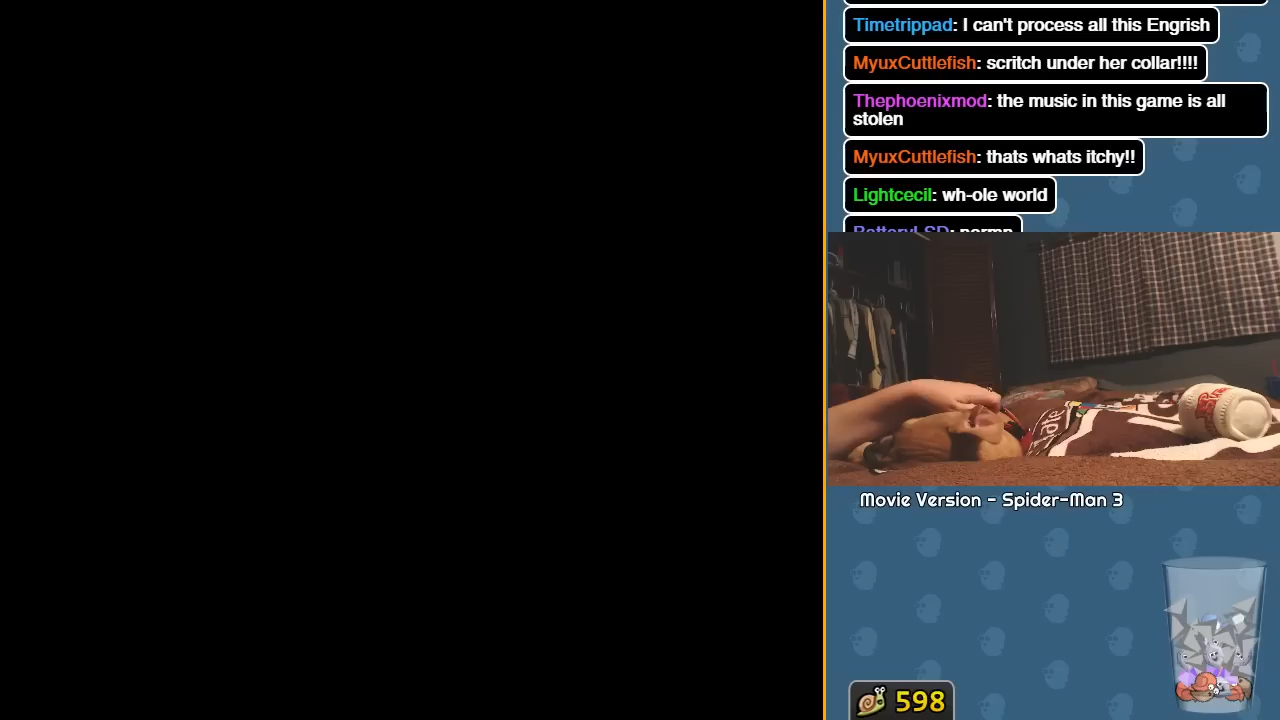 Timetrippad: I can't process all this Engrish
MyuxCuttlefish: scritch under her collar!!!!
Thephoenixmod: the music in this game is all
stolen
MyuxCuttlefish: thats whats itchy!!
Lightcecil: wh-ole world
BatteryLSD:
Movie Version - Spider-Man 3
598